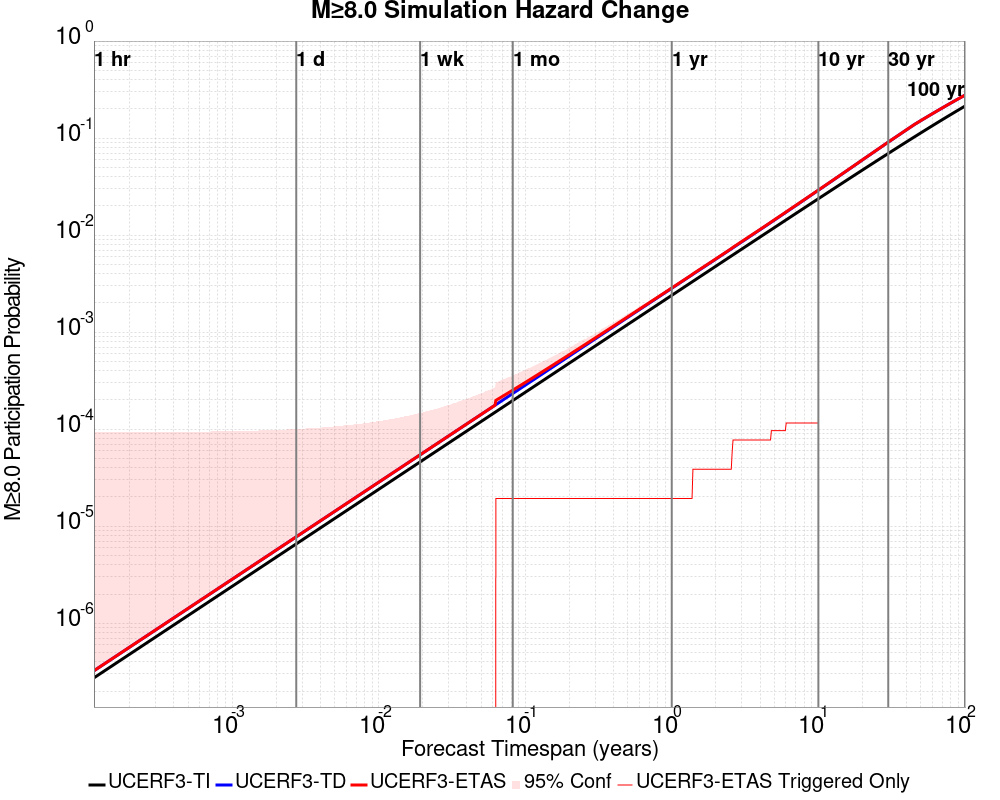 M≥8.0 Simulation Hazard Change
10^0
1 hr
1 d
1 wk
1 mo
1 yr
10 yr
30 yr
100 yr
10^-1
10^-2
10^-3
10^-4
10^-5
10^-6
M≥8.0 Participation Probability
10^-3
10^-2
10^-1
10^0
10^1
10^2
Forecast Timespan (years)
UCERF3-TI UCERF3-TD UCERF3-ETAS 95% Conf UCERF3-ETAS Triggered Only